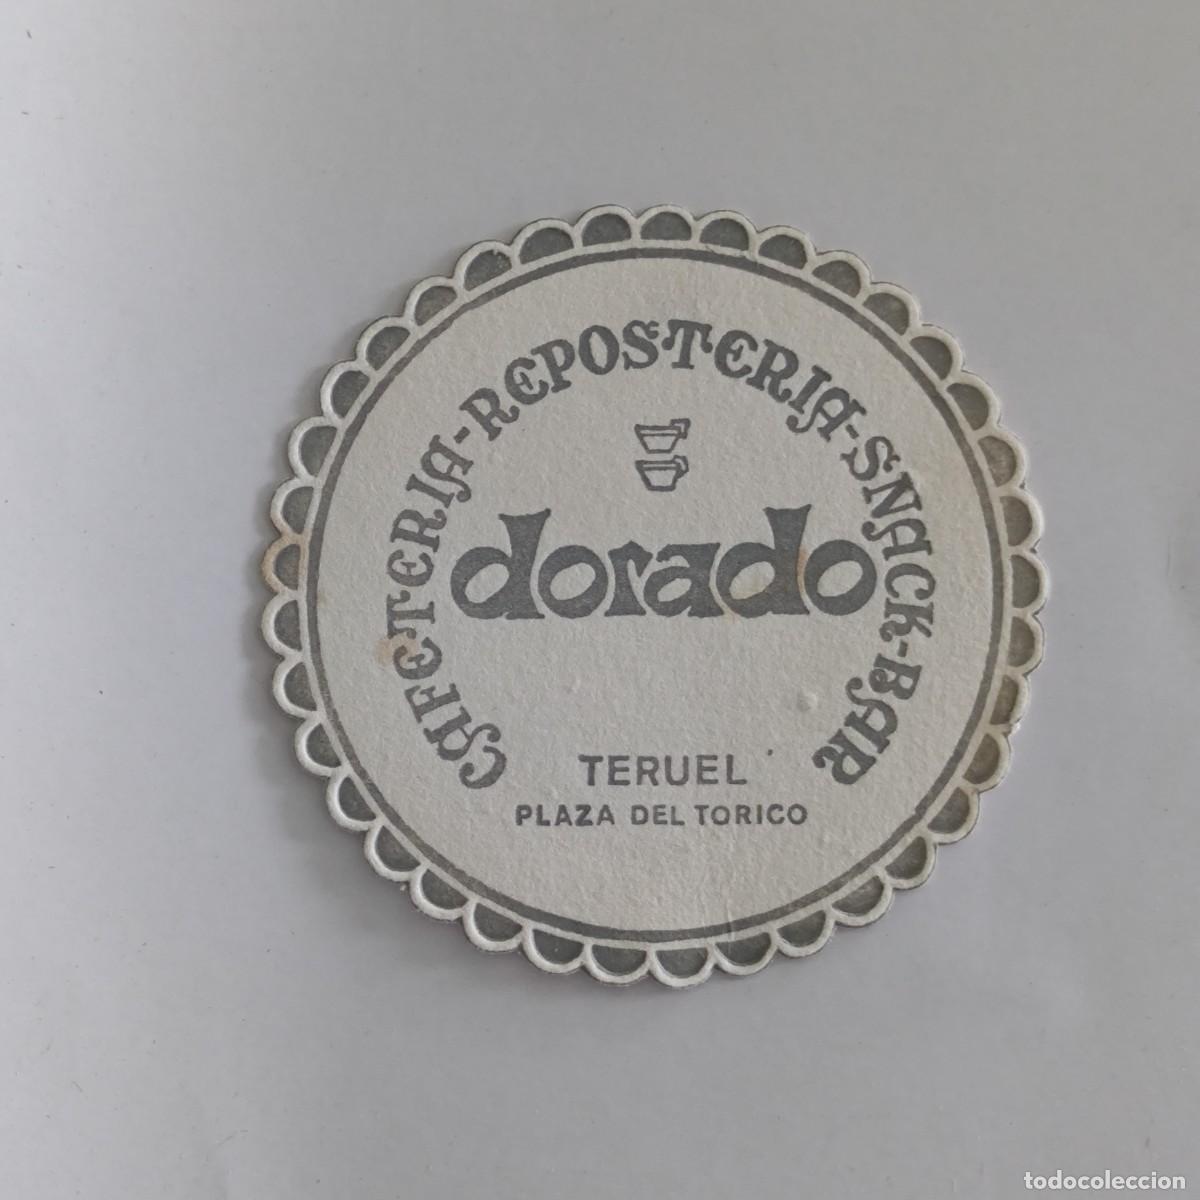 CAFETERIA-REPOSTERIA-SNACK-BAR
dorado
TERUEL
PLAZA DEL TORICO
todocoleccion